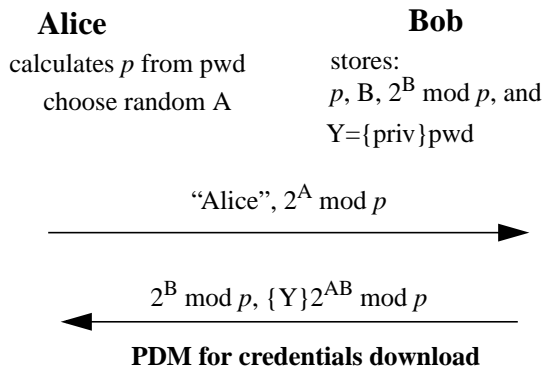 Alice
calculates p from pwd
choose random A
Bob
stores:
p, B, 2^B mod p, and
Y={priv}pwd
“Alice”, 2^A mod p
2^B mod p, {Y}2^AB mod p
PDM for credentials download